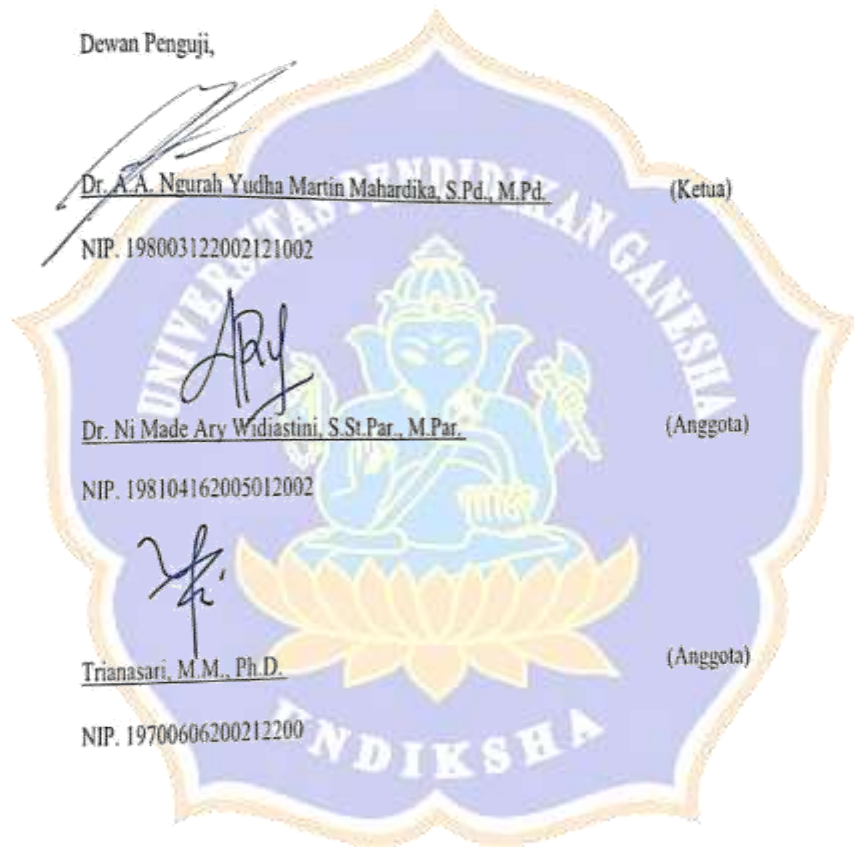 Dewan Penguji,
Dr. A.A. Ngurah Yudha Martin Mahardika, S.Pd., M.Pd. (Ketua)
NIP. 198003122002121002
Dr. Ni Made Ary Widiastini, S.St.Par., M.Par. (Anggota)
NIP. 198104162005012002
Trianasari, M.M., Ph.D. (Anggota)
NIP. 19700606200212200
UNIVERSITAS PENDIDIKAN GANESHA
UNDIKSHA